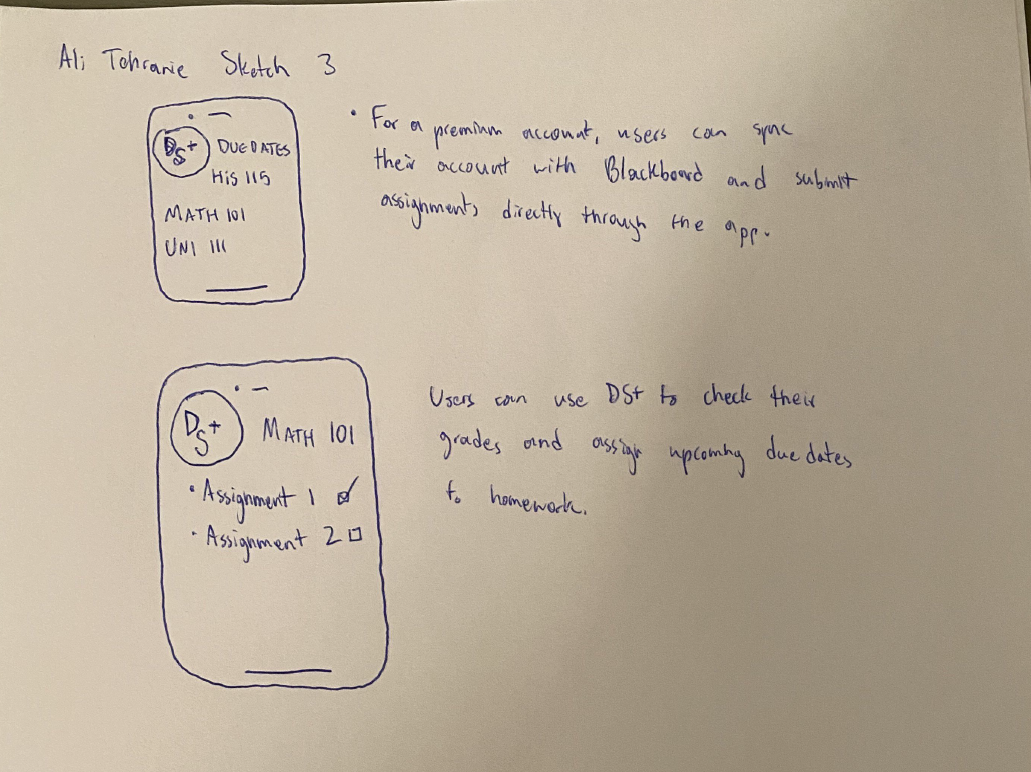 Ali Tohranie Sketch 3
DS+ DUE DATES
HIS 115
MATH 101
UNI 111
• For a premium account, users can sync
their account with Blackboard and submit
assignments directly through the app.
DS+ MATH 101
• Assignment 1 ☑
• Assignment 2 ☐
Users can use DS+ to check their
grades and assign upcoming due dates
to homework.